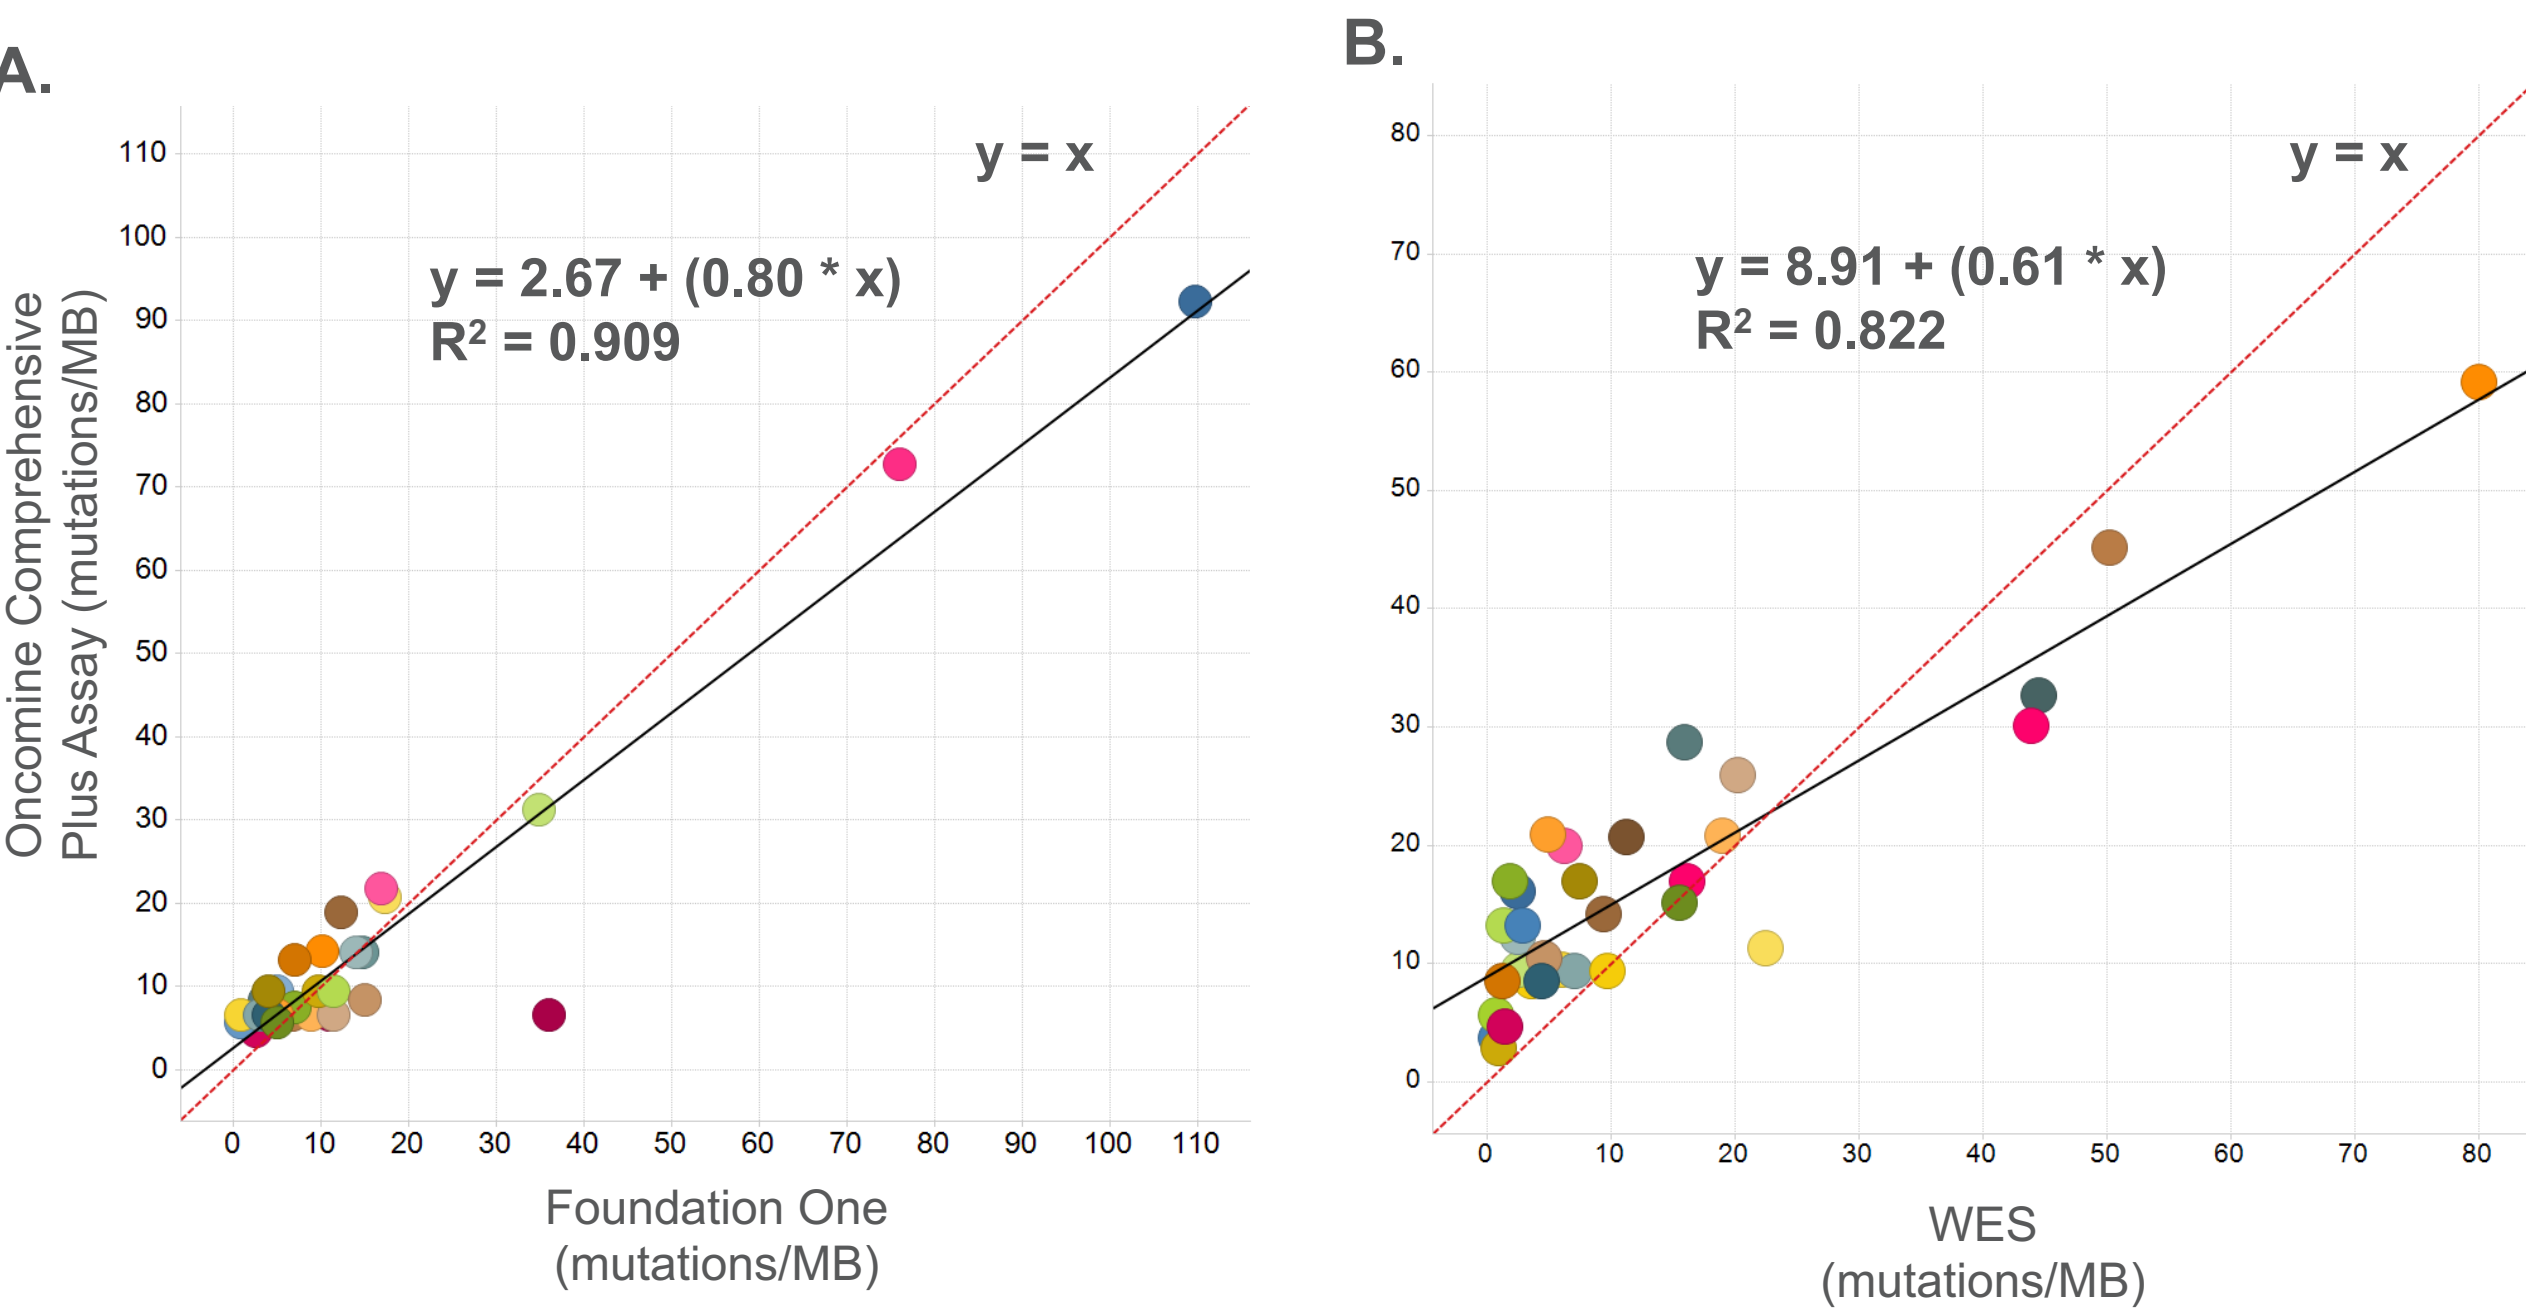 A.
110
100
90
80
70
60
50
40
30
20
10
0
Oncomine Comprehensive
Plus Assay (mutations/MB)
y = x
y = 2.67 + (0.80 * x)
R² = 0.909
0 10 20 30 40 50 60 70 80 90 100 110
Foundation One
(mutations/MB)
B.
80
70
60
50
40
30
20
10
0
y = x
y = 8.91 + (0.61 * x)
R² = 0.822
0 10 20 30 40 50 60 70 80
WES
(mutations/MB)